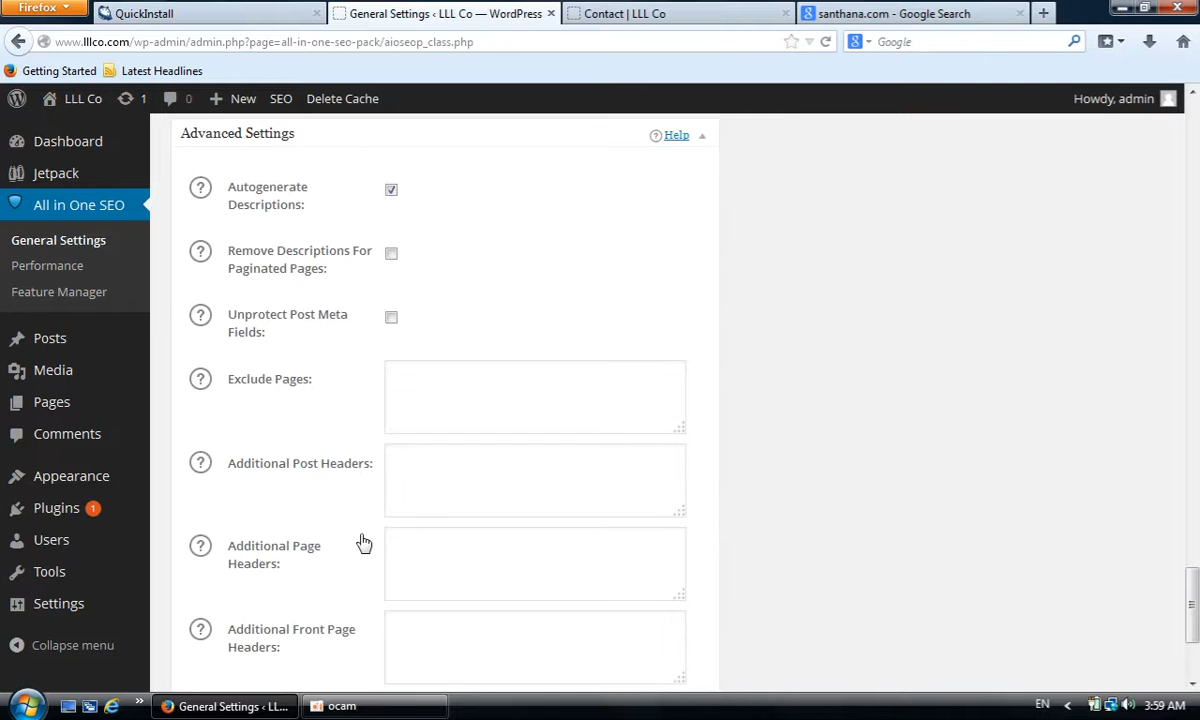 Firefox
QuickInstall
General Settings ‹ LLL Co — WordPress
Contact | LLL Co
santhana.com - Google Search
www.lllco.com/wp-admin/admin.php?page=all-in-one-seo-pack/aioseop_class.php
Google
Getting Started
Latest Headlines
LLL Co
1
0
New
SEO
Delete Cache
Howdy, admin
Dashboard
Jetpack
All in One SEO
General Settings
Performance
Feature Manager
Posts
Media
Pages
Comments
Appearance
Plugins 1
Users
Tools
Settings
Collapse menu
Advanced Settings
Help
Autogenerate
Descriptions:
Remove Descriptions For
Paginated Pages:
Unprotect Post Meta
Fields:
Exclude Pages:
Additional Post Headers:
Additional Page
Headers:
Additional Front Page
Headers:
General Settings ‹ LL...
ocam
EN
3:59 AM